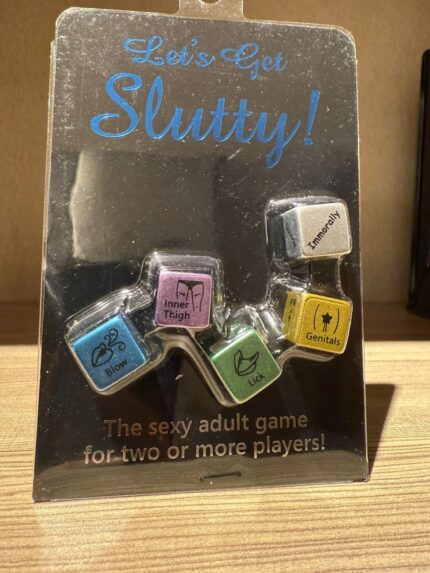 Let's Get
Slutty!
Immorally
Inner
Thigh
Genitals
Blow
Lick
The sexy adult game
for two or more players!